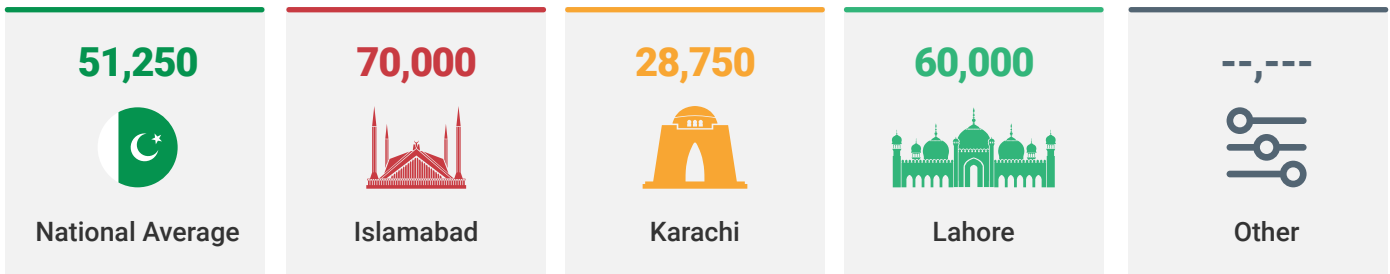 51,250
70,000
28,750
60,000
--,---
National Average
Islamabad
Karachi
Lahore
Other